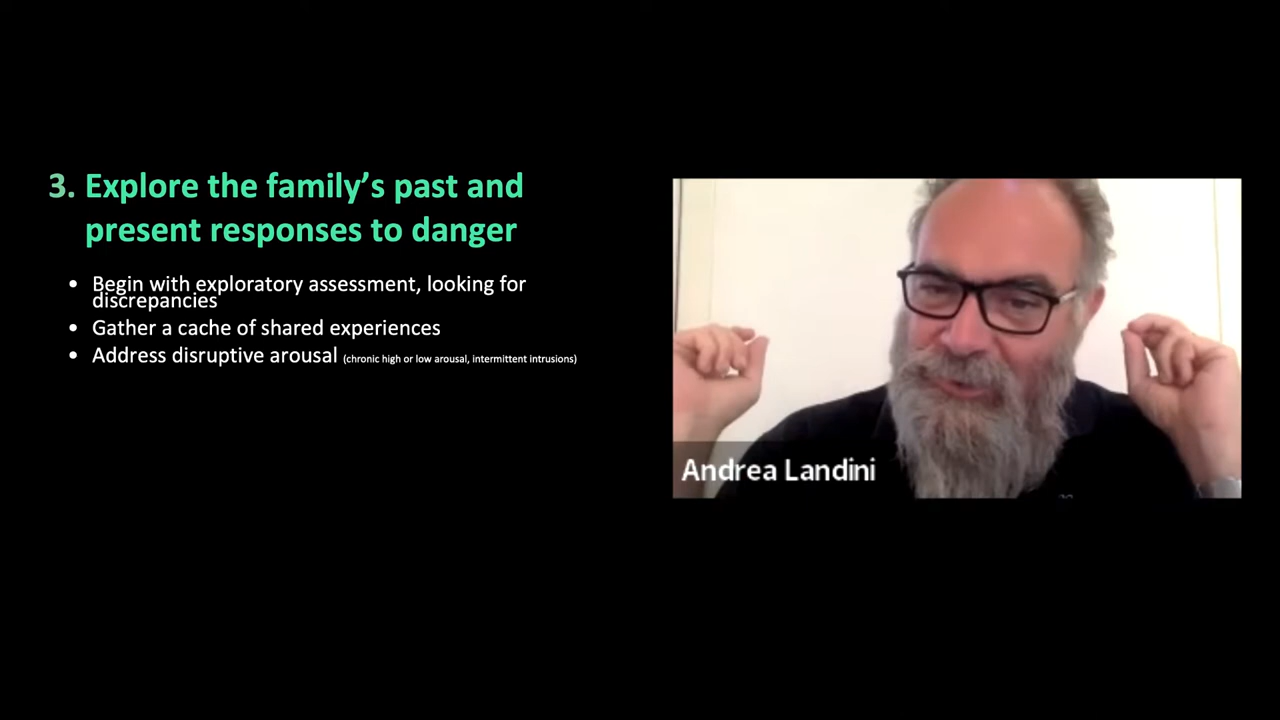 3. Explore the family’s past and
present responses to danger
• Begin with exploratory assessment, looking for
discrepancies
• Gather a cache of shared experiences
• Address disruptive arousal (chronic high or low arousal, intermittent intrusions)
Andrea Landini